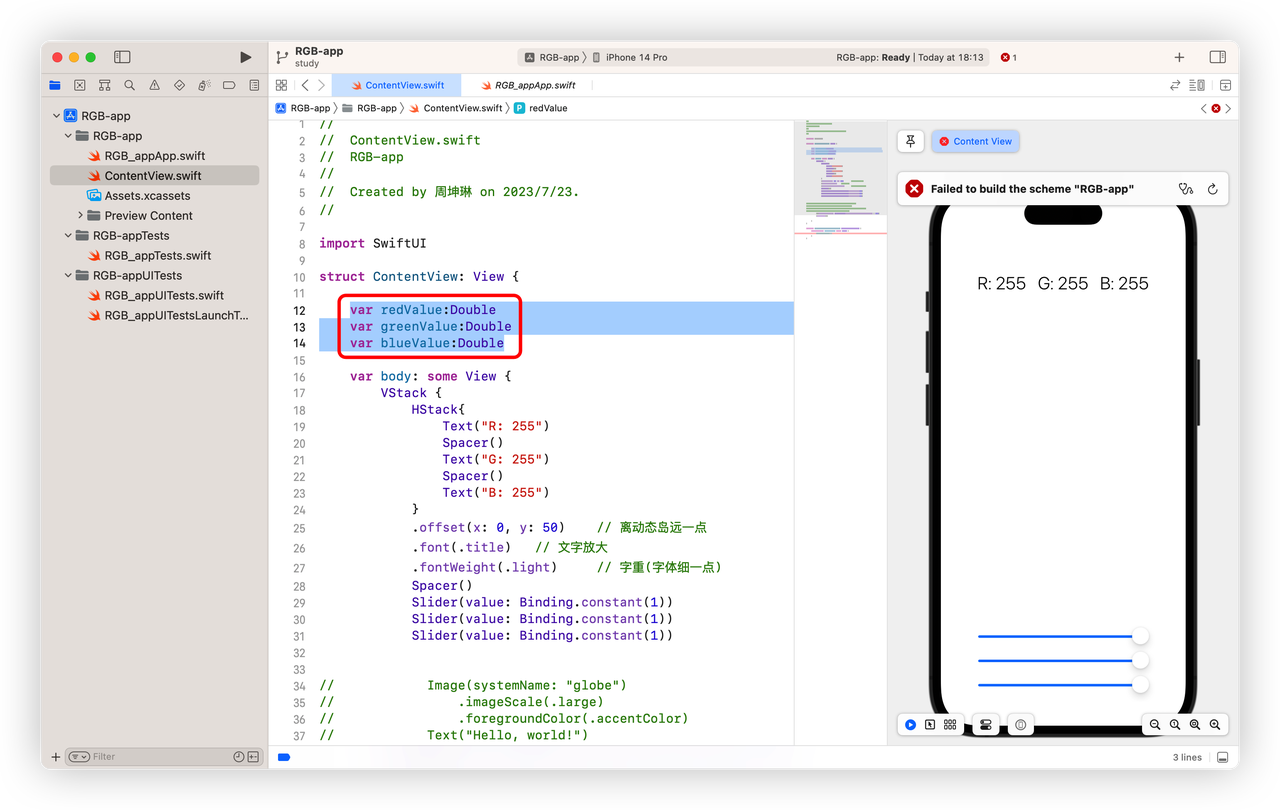 RGB-app
study
RGB-app
iPhone 14 Pro
RGB-app: Ready | Today at 18:13
1
ContentView.swift
RGB_appApp.swift
RGB-app
RGB-app
ContentView.swift
P redValue
RGB-app
RGB-app
RGB_appApp.swift
ContentView.swift
Assets.xcassets
Preview Content
RGB-appTests
RGB_appTests.swift
RGB-appUITests
RGB_appUITests.swift
RGB_appUITestsLaunchT...
Filter
1 //
2 // ContentView.swift
3 // RGB-app
4 //
5 // Created by 周坤琳 on 2023/7/23.
6 //
7
8 import SwiftUI
9
10 struct ContentView: View {
11
12 var redValue:Double
13 var greenValue:Double
14 var blueValue:Double
15
16 var body: some View {
17 VStack {
18 HStack{
19 Text("R: 255")
20 Spacer()
21 Text("G: 255")
22 Spacer()
23 Text("B: 255")
24 }
25 .offset(x: 0, y: 50) // 离动态岛远一点
26 .font(.title) // 文字放大
27 .fontWeight(.light) // 字重(字体细一点)
28 Spacer()
29 Slider(value: Binding.constant(1))
30 Slider(value: Binding.constant(1))
31 Slider(value: Binding.constant(1))
32
33
34 // Image(systemName: "globe")
35 // .imageScale(.large)
36 // .foregroundColor(.accentColor)
37 // Text("Hello, world!")
Content View
Failed to build the scheme "RGB-app"
R: 255 G: 255 B: 255
3 lines